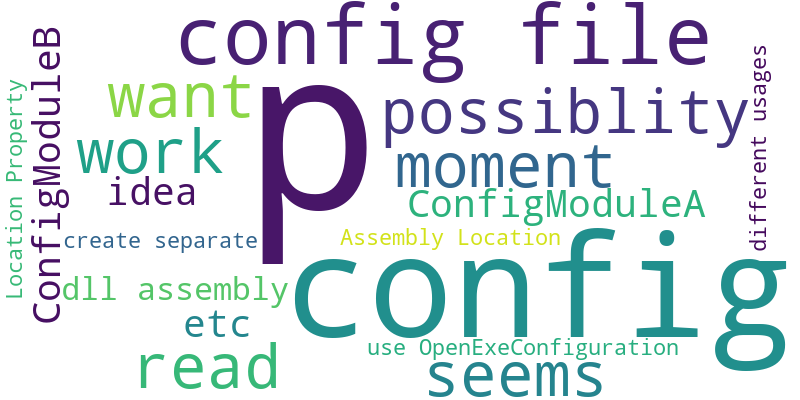 config file
p
want
possiblity
work
moment
idea
ConfigModuleA
ConfigModuleB
Location Property
different usages
create separate
Assembly Location
config
dll assembly
etc
use OpenExeConfiguration
read
seems